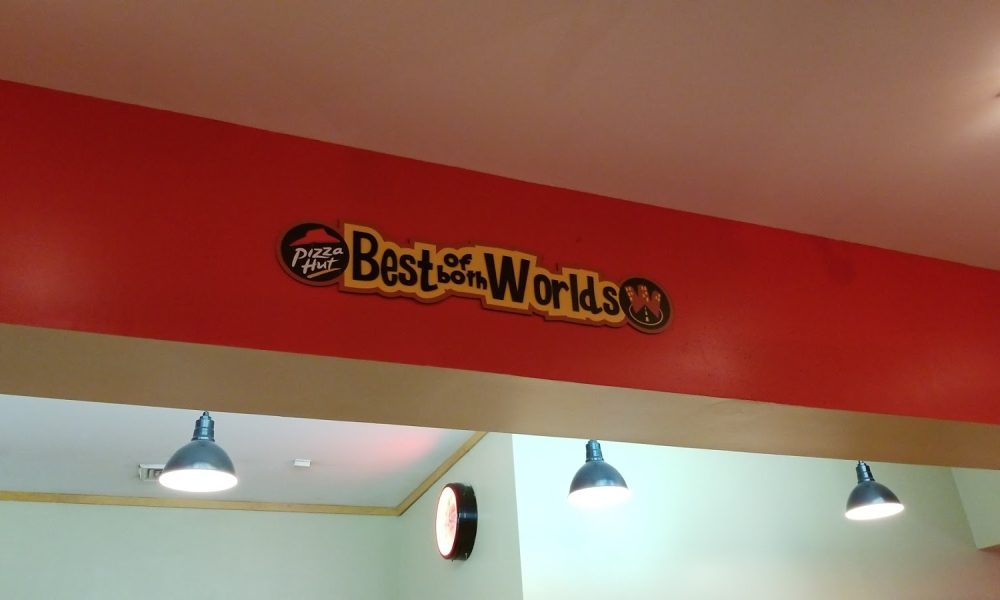 Pizza
Hut
Best of both Worlds